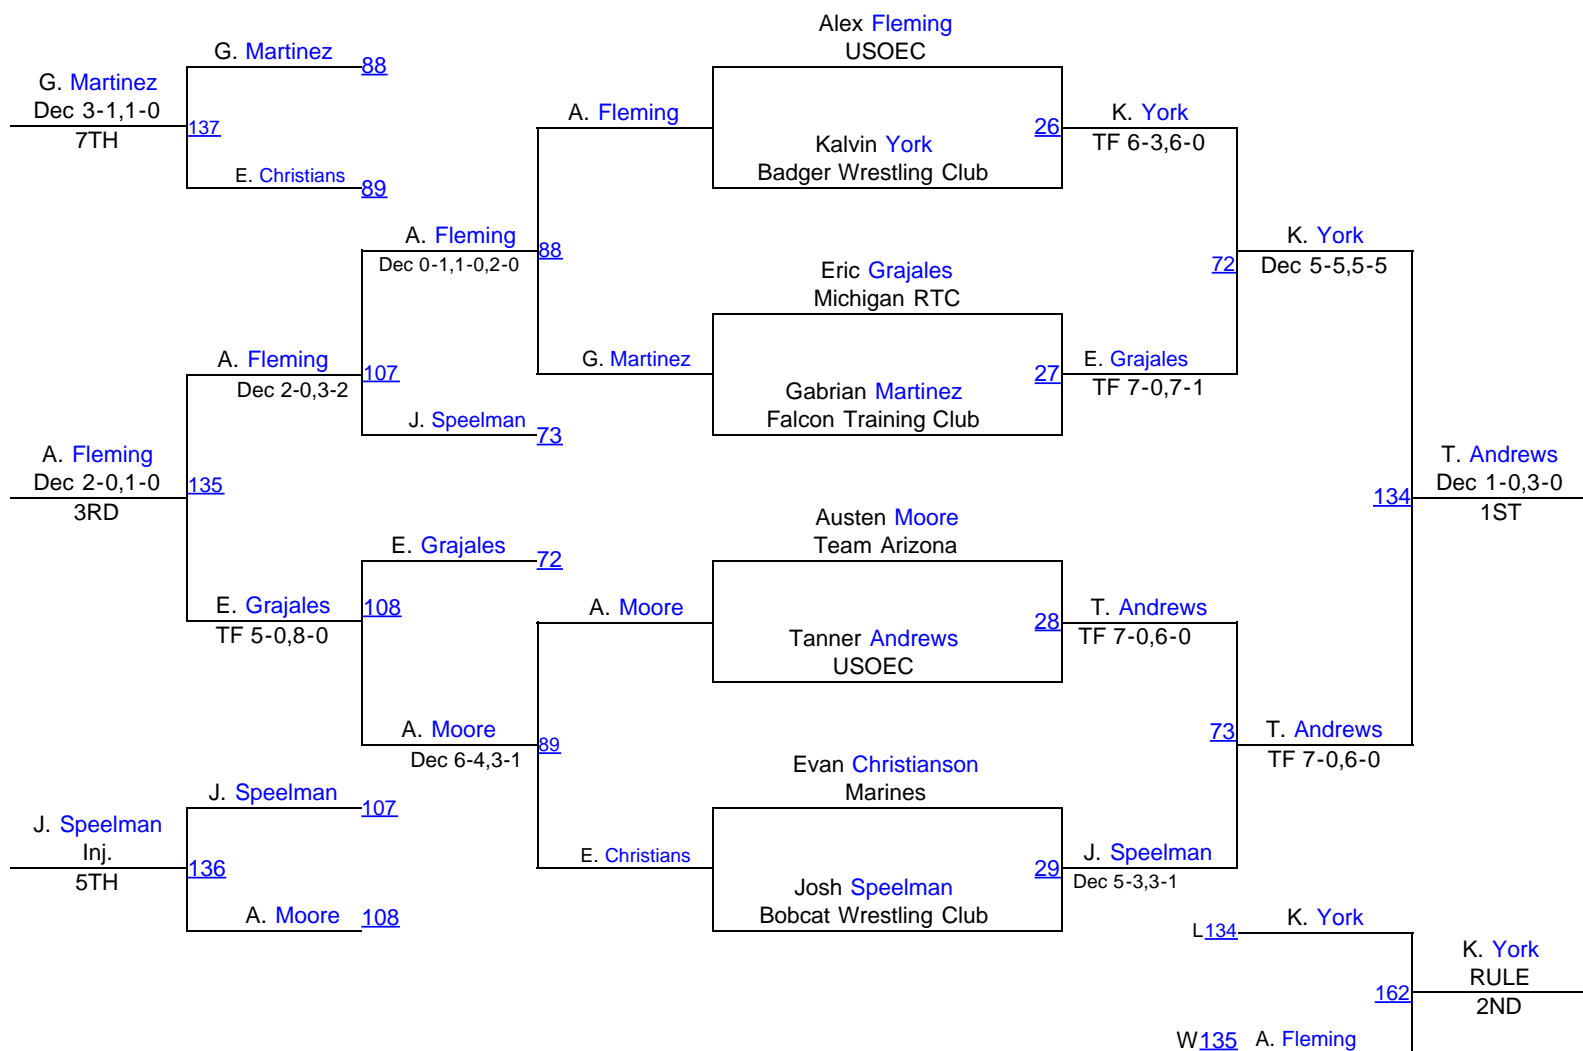 Alex Fleming
USOEC
G. Martinez
88
G. Martinez
Dec 3-1,1-0
7TH
137
A. Fleming
K. York
26
TF 6-3,6-0
Kalvin York
Badger Wrestling Club
E. Christians
89
A. Fleming
Dec 0-1,1-0,2-0
88
K. York
Dec 5-5,5-5
72
Eric Grajales
Michigan RTC
A. Fleming
Dec 2-0,3-2
107
G. Martinez
27
E. Grajales
TF 7-0,7-1
Gabrian Martinez
Falcon Training Club
J. Speelman
73
A. Fleming
Dec 2-0,1-0
3RD
135
T. Andrews
Dec 1-0,3-0
1ST
134
Austen Moore
Team Arizona
E. Grajales
72
E. Grajales
TF 5-0,8-0
108
A. Moore
28
T. Andrews
TF 7-0,6-0
Tanner Andrews
USOEC
A. Moore
Dec 6-4,3-1
89
73
T. Andrews
TF 7-0,6-0
Evan Christianson
Marines
J. Speelman
107
J. Speelman
Inj.
5TH
136
E. Christians
29
J. Speelman
Dec 5-3,3-1
Josh Speelman
Bobcat Wrestling Club
A. Moore
108
L134
K. York
K. York
RULE
2ND
162
W135 A. Fleming